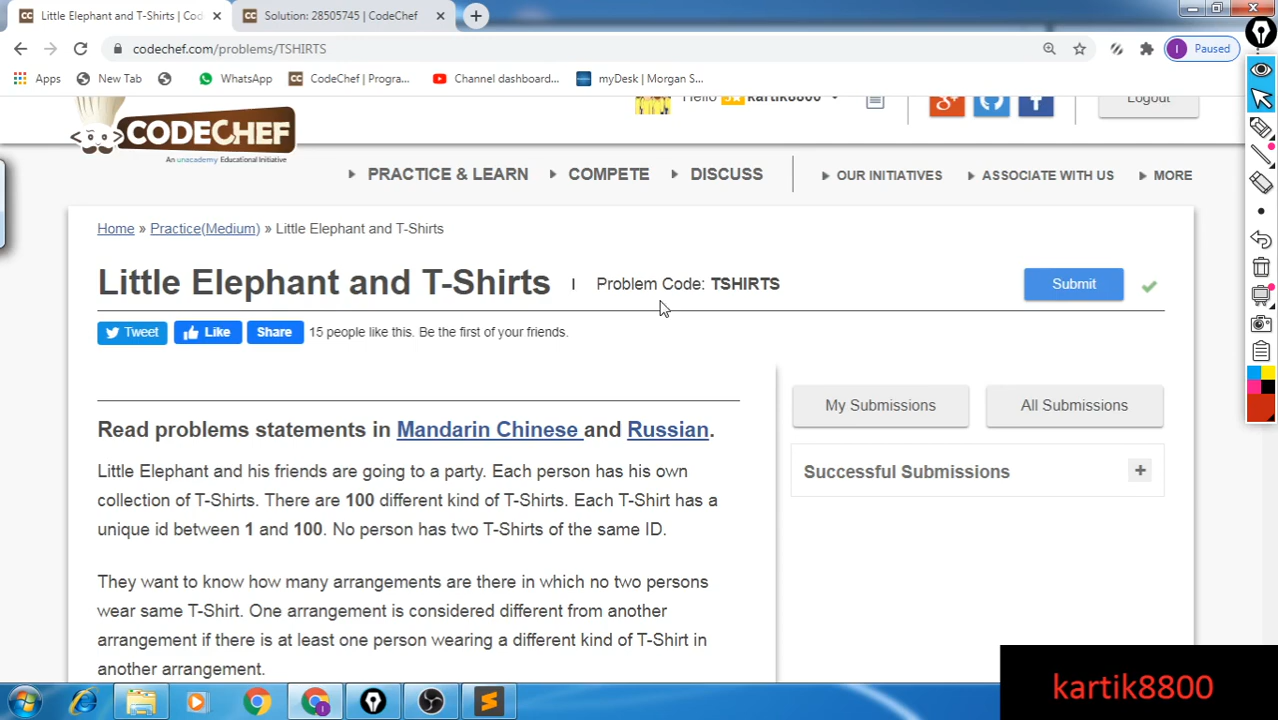 Little Elephant and T-Shirts | Cod
Solution: 28505745 | CodeChef
codechef.com/problems/TSHIRTS
Paused
Apps
New Tab
WhatsApp
CodeChef | Progra...
Channel dashboard...
myDesk | Morgan S...
CODECHEF
An unacademy Educational Initiative
Hello 5★ kartik8800
Logout
PRACTICE & LEARN
COMPETE
DISCUSS
OUR INITIATIVES
ASSOCIATE WITH US
MORE
Home » Practice(Medium) » Little Elephant and T-Shirts
Little Elephant and T-Shirts
Problem Code: TSHIRTS
Submit
Tweet
Like
Share
15 people like this. Be the first of your friends.
My Submissions
All Submissions
Read problems statements in Mandarin Chinese and Russian.
Successful Submissions
Little Elephant and his friends are going to a party. Each person has his own
collection of T-Shirts. There are 100 different kind of T-Shirts. Each T-Shirt has a
unique id between 1 and 100. No person has two T-Shirts of the same ID.
They want to know how many arrangements are there in which no two persons
wear same T-Shirt. One arrangement is considered different from another
arrangement if there is at least one person wearing a different kind of T-Shirt in
another arrangement.
kartik8800